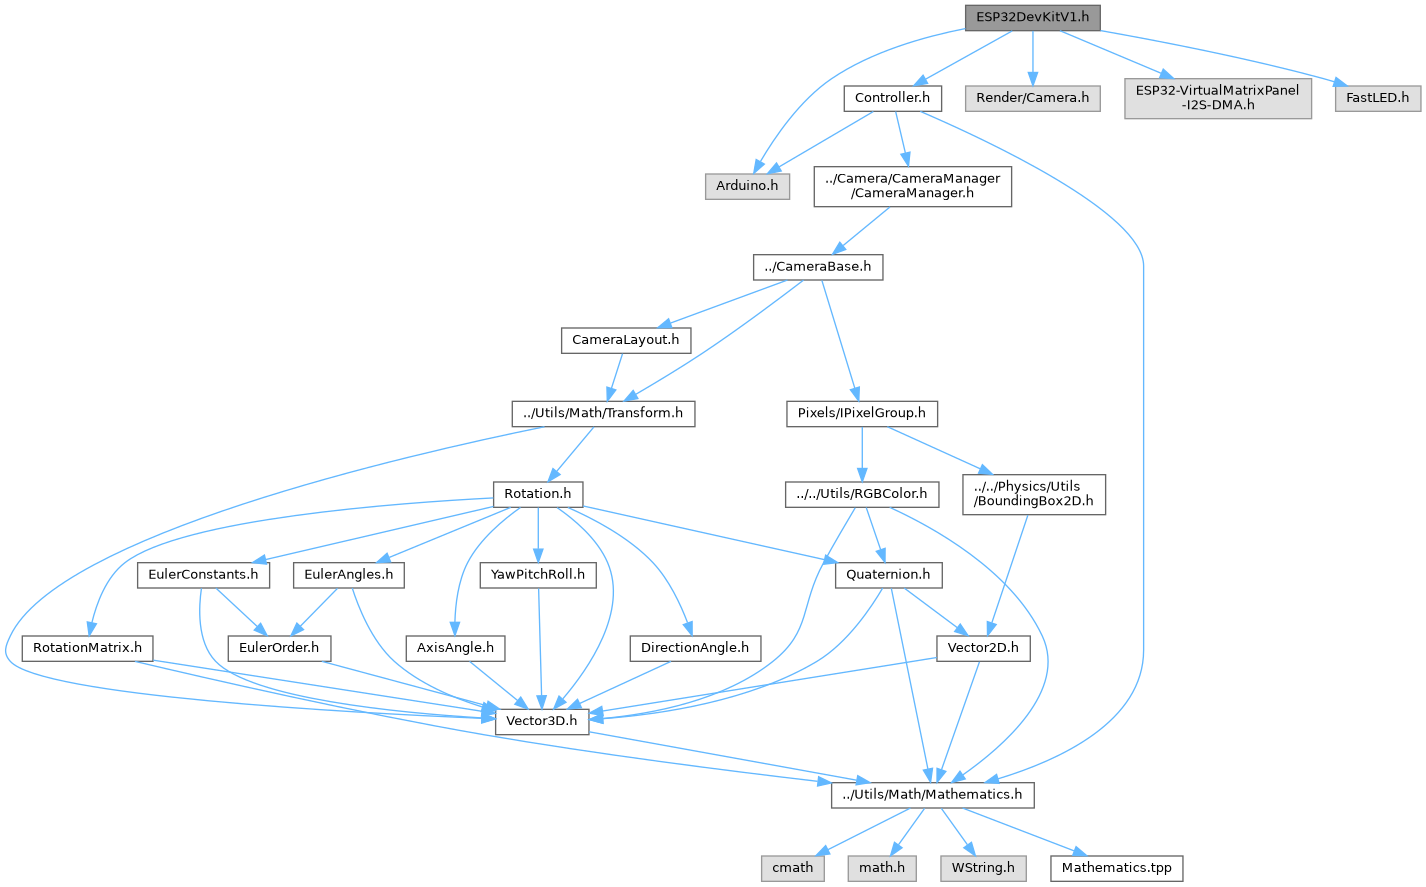 ESP32DevKitV1.h
Controller.h
Render/Camera.h
ESP32-VirtualMatrixPanel
-I2S-DMA.h
FastLED.h
Arduino.h
../Camera/CameraManager
/CameraManager.h
../CameraBase.h
CameraLayout.h
../Utils/Math/Transform.h
Pixels/IPixelGroup.h
Rotation.h
../../Utils/RGBColor.h
../../Physics/Utils
/BoundingBox2D.h
EulerConstants.h
EulerAngles.h
YawPitchRoll.h
Quaternion.h
RotationMatrix.h
EulerOrder.h
AxisAngle.h
DirectionAngle.h
Vector2D.h
Vector3D.h
../Utils/Math/Mathematics.h
cmath
math.h
WString.h
Mathematics.tpp